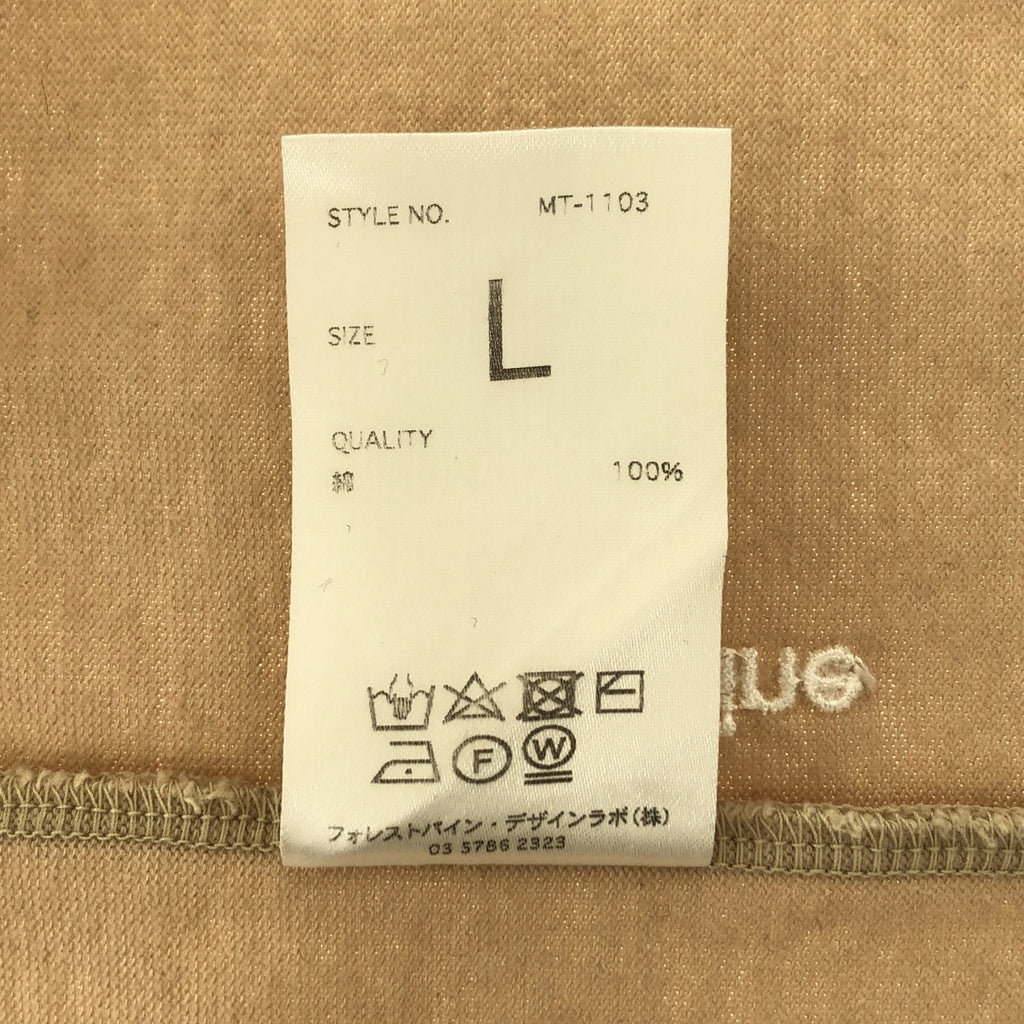 STYLE NO. MT-1103
SIZE L
QUALITY
綿 100%
F W
フォレストパイン・デザインラボ(株)
03 5786 2323